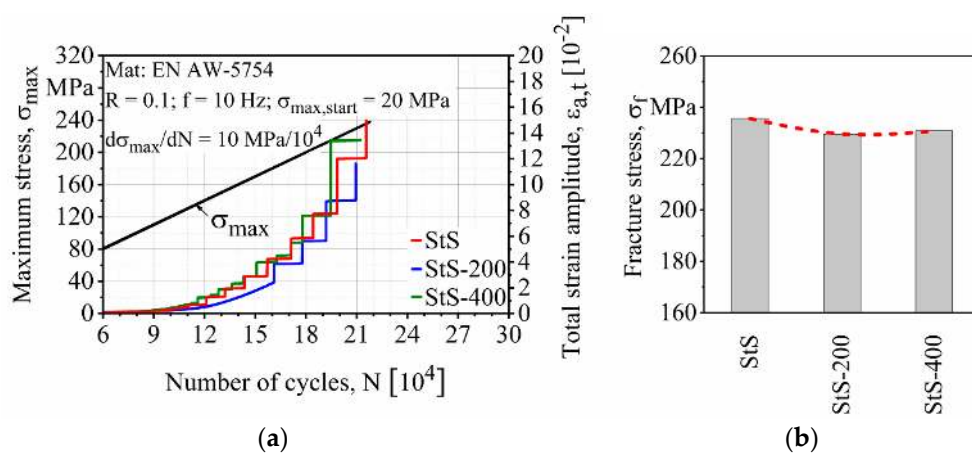 Maximum stress, σmax
320
MPa
240
200
160
120
80
40
0
Mat: EN AW-5754
R = 0.1; f = 10 Hz; σmax,start = 20 MPa
dσmax/dN = 10 MPa/10⁴
σmax
StS
StS-200
StS-400
6 9 12 15 18 21 24 27 30
Number of cycles, N [10⁴]
20
18
16
14
12
10
8
6
4
2
0
Total strain amplitude, εa,t [10⁻²]
(a)
Fracture stress, σf
260
MPa
220
200
180
160
StS
StS-200
StS-400
(b)